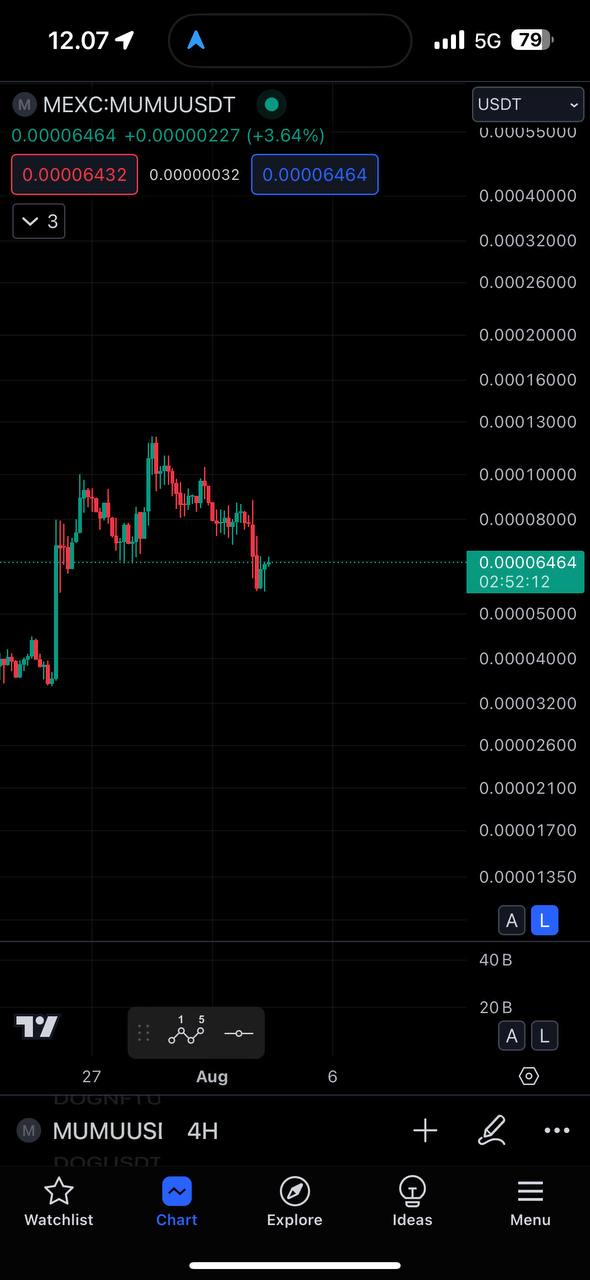 12.07
5G
79
M MEXC:MUMUUSDT
USDT
0.00006464 +0.00000227 (+3.64%)
0.00055000
0.00006432 0.00000032 0.00006464
0.00040000
3
0.00032000
0.00026000
0.00020000
0.00016000
0.00013000
0.00010000
0.00008000
0.00006464
02:52:12
0.00005000
0.00004000
0.00003200
0.00002600
0.00002100
0.00001700
0.00001350
A L
40 B
20 B
1 5
A L
27 Aug 6
DOGNFTU
M MUMUUSI 4H
DOGUSDT
Watchlist Chart Explore Ideas Menu